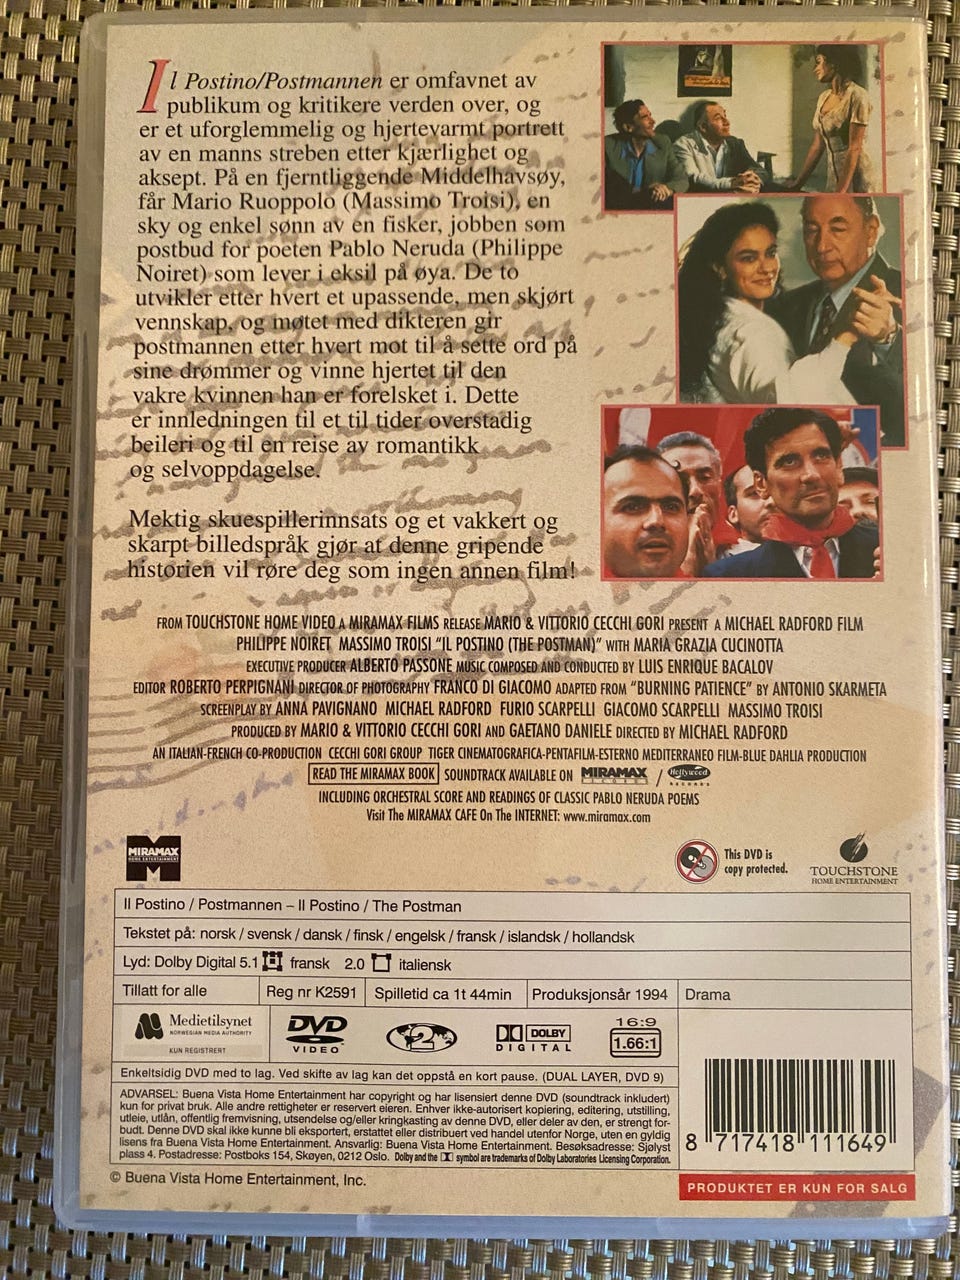 Il Postino/Postmannen er omfavnet av
publikum og kritikere verden over, og
er et uforglemmelig og hjertevarmt portrett
av en manns streben etter kjærlighet og
aksept. På en fjerntliggende Middelhavsøy,
får Mario Ruoppolo (Massimo Troisi), en
sky og enkel sønn av en fisker, jobben som
postbud for poeten Pablo Neruda (Philippe
Noiret) som lever i eksil på øya. De to
utvikler etter hvert et upassende, men skjørt
vennskap, og møtet med dikteren gir
postmannen etter hvert mot til å sette ord på
sine drømmer og vinne hjertet til den
vakre kvinnen han er forelsket i. Dette
er innledningen til et til tider overstadig
beileri og til en reise av romantikk
og selvoppdagelse.
Mektig skuespillerinnsats og et vakkert og
skarpt billedspråk gjør at denne gripende
historien vil røre deg som ingen annen film!
FROM TOUCHSTONE HOME VIDEO A MIRAMAX FILMS RELEASE MARIO & VITTORIO CECCHI GORI PRESENT A MICHAEL RADFORD FILM
PHILIPPE NOIRET MASSIMO TROISI "IL POSTINO (THE POSTMAN)" WITH MARIA GRAZIA CUCINOTTA
EXECUTIVE PRODUCER ALBERTO PASSONE MUSIC COMPOSED AND CONDUCTED BY LUIS ENRIQUE BACALOV
EDITOR ROBERTO PERPIGNANI DIRECTOR OF PHOTOGRAPHY FRANCO DI GIACOMO ADAPTED FROM "BURNING PATIENCE" BY ANTONIO SKARMETA
SCREENPLAY BY ANNA PAVIGNANO MICHAEL RADFORD FURIO SCARPELLI GIACOMO SCARPELLI MASSIMO TROISI
PRODUCED BY MARIO & VITTORIO CECCHI GORI AND GAETANO DANIELE DIRECTED BY MICHAEL RADFORD
AN ITALIAN-FRENCH CO-PRODUCTION CECCHI GORI GROUP TIGER CINEMATOGRAFICA-PENTAFILM-ESTERNO MEDITERRANEO FILM-BLUE DAHLIA PRODUCTION
READ THE MIRAMAX BOOK SOUNDTRACK AVAILABLE ON MIRAMAX RECORDS / Hollywood RECORDS
INCLUDING ORCHESTRAL SCORE AND READINGS OF CLASSIC PABLO NERUDA POEMS
Visit The MIRAMAX CAFE On The INTERNET: www.miramax.com
MIRAMAX
HOME ENTERTAINMENT
This DVD is
copy protected.
TOUCHSTONE
HOME ENTERTAINMENT
Il Postino / Postmannen – Il Postino / The Postman
Tekstet på: norsk / svensk / dansk / finsk / engelsk / fransk / islandsk / hollandsk
Lyd: Dolby Digital 5.1 fransk 2.0 italiensk
Tillatt for alle Reg nr K2591 Spilletid ca 1t 44min Produksjonsår 1994 Drama
Medietilsynet
NORWEGIAN MEDIA AUTHORITY
KUN REGISTRERT
DVD
VIDEO
2
DOLBY
DIGITAL
16:9
1.66:1
Enkeltsidig DVD med to lag. Ved skifte av lag kan det oppstå en kort pause. (DUAL LAYER, DVD 9)
ADVARSEL: Buena Vista Home Entertainment har copyright og har lisensiert denne DVD (soundtrack inkludert)
kun for privat bruk. Alle andre rettigheter er reservert eieren. Enhver ikke-autorisert kopiering, editering, utstilling,
utleie, utlån, offentlig fremvisning, utsendelse og/eller kringkasting av denne DVD, eller deler av den, er strengt for-
budt. Denne DVD skal ikke kunne bli eksportert, erstattet eller distribuert ved handel utenfor Norge, uten en gyldig
lisens fra Buena Vista Home Entertainment. Ansvarlig: Buena Vista Home Entertainment. Besøksadresse: Sjølyst
plass 4. Postadresse: Postboks 154, Skøyen, 0212 Oslo. Dolby and the symbol are trademarks of Dolby Laboratories Licensing Corporation.
8 717418 111649
© Buena Vista Home Entertainment, Inc.
PRODUKTET ER KUN FOR SALG